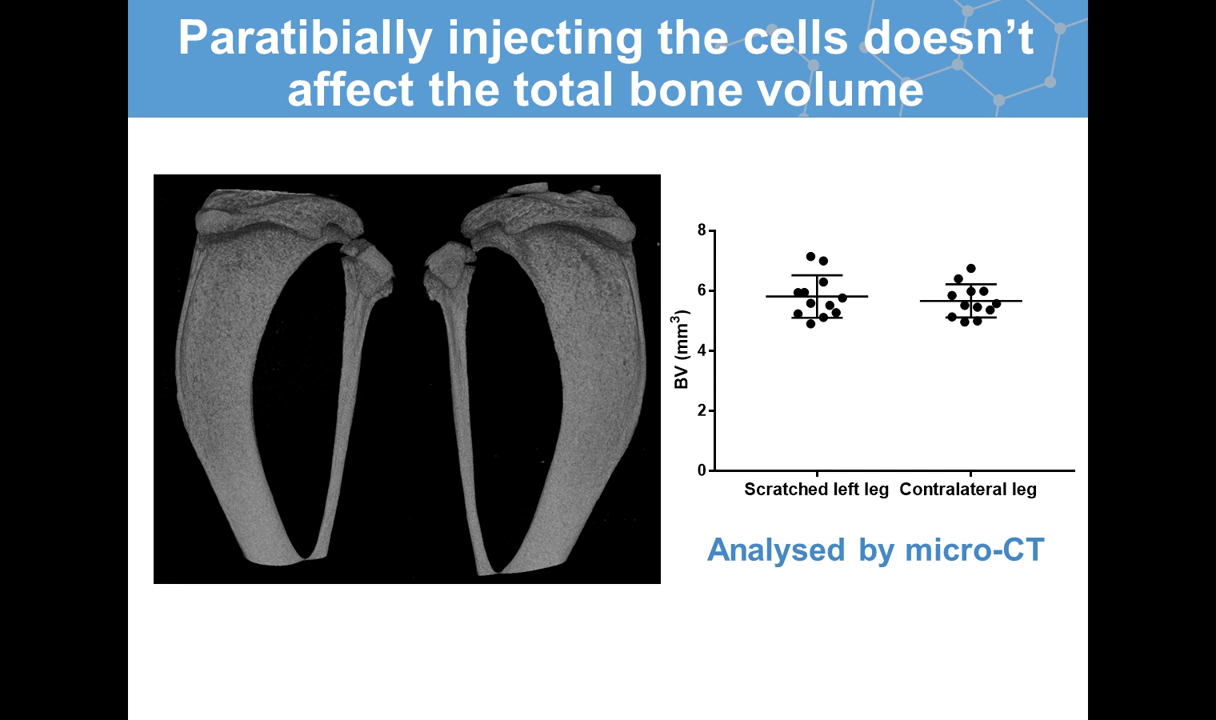 Paratibially injecting the cells doesn’t
affect the total bone volume
8
6
4
2
0
BV (mm³)
Scratched left leg
Contralateral leg
Analysed by micro-CT